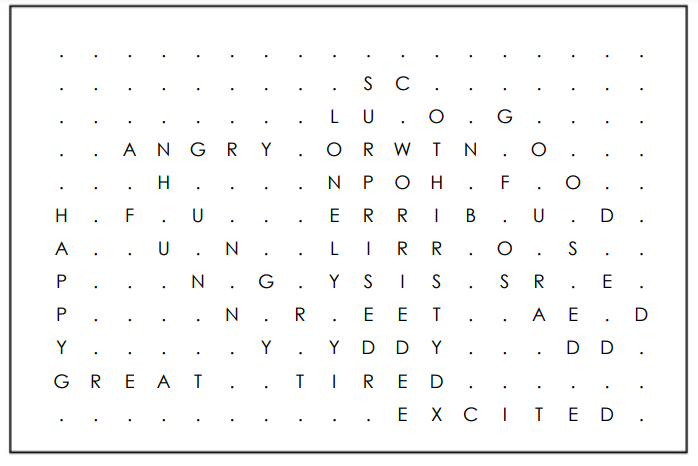 . . . . . . . . . . . . . . . . . .
. . . . . . . . . S C . . . . . . .
. . . . . . . . L U . O . G . . . .
. . A N G R Y . O R W T N . O . . .
. . . H . . . . N P O H . F . O . .
H . F . U . . . E R R I B . U . D .
A . . U . N . . L I R R . O . S . .
P . . . N . G . Y S I S . S R . E .
P . . . . N . R . E E T . . A E . D
Y . . . . . Y . Y D D Y . . . D D .
G R E A T . . T I R E D . . . . . .
. . . . . . . . . . E X C I T E D .